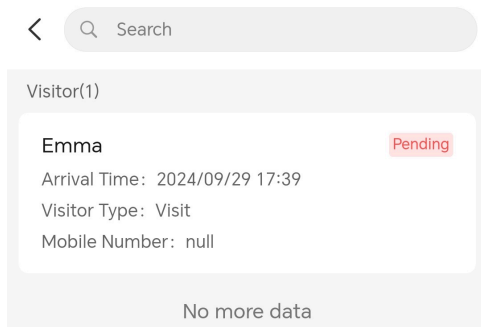 Search
Visitor(1)
Emma
Pending
Arrival Time: 2024/09/29 17:39
Visitor Type: Visit
Mobile Number: null
No more data